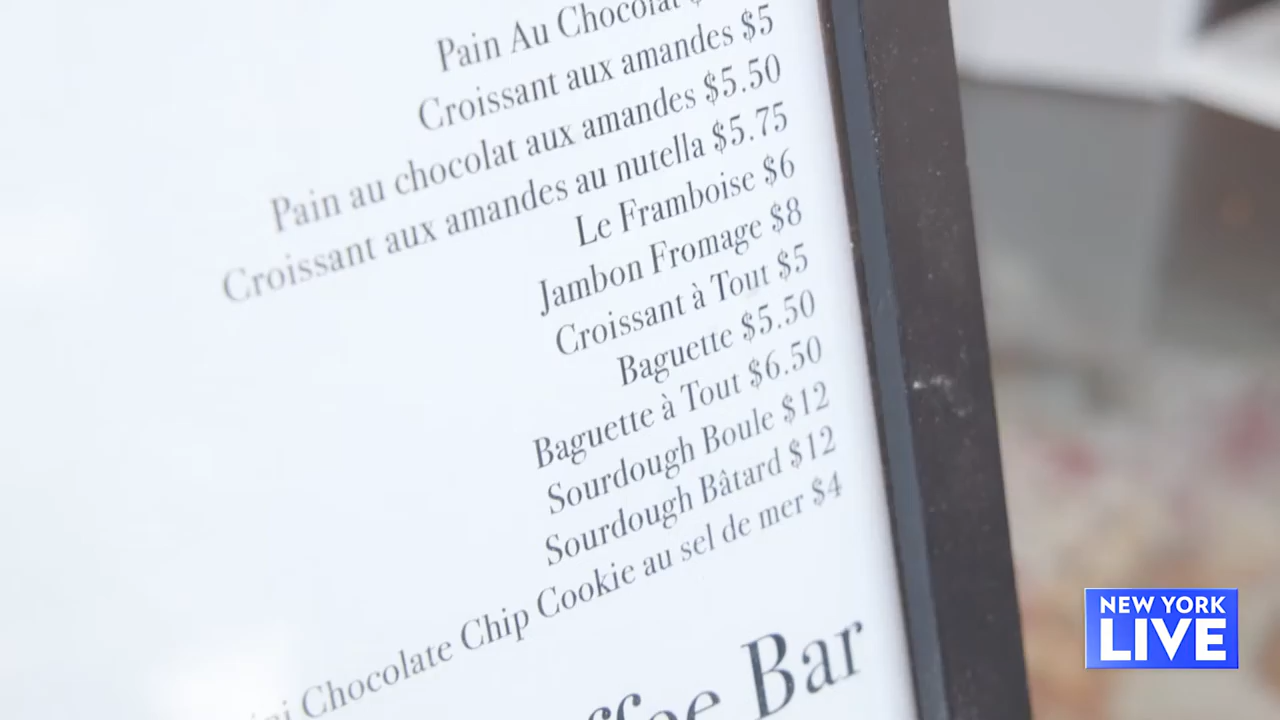 Pain Au Chocolat
Croissant aux amandes $5
Pain au chocolat aux amandes $5.50
Croissant aux amandes au nutella $5.75
Le Framboise $6
Jambon Fromage $8
Croissant à Tout $5
Baguette $5.50
Baguette à Tout $6.50
Sourdough Boule $12
Sourdough Bâtard $12
Chocolate Chip Cookie au sel de mer $4
Bar
NEW YORK
LIVE